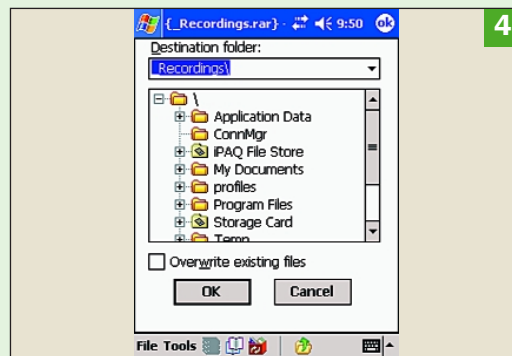 {_Recordings.rar} - 9:50 ok
4
Destination folder:
_Recordings\
\
Application Data
ConnMgr
iPAQ File Store
My Documents
profiles
Program Files
Storage Card
Temp
Overwrite existing files
OK Cancel
File Tools